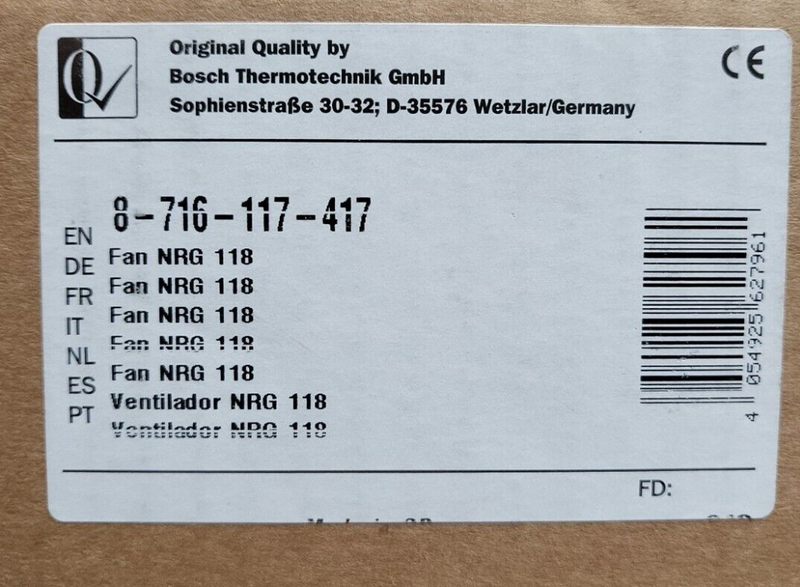 Original Quality by
Bosch Thermotechnik GmbH
Sophienstraße 30-32; D-35576 Wetzlar/Germany
8-716-117-417
EN Fan NRG 118
DE Fan NRG 118
FR Fan NRG 118
IT Fan NRG 118
NL Fan NRG 118
ES Ventilador NRG 118
PT Ventilador NRG 118
4 054925 627961
FD: